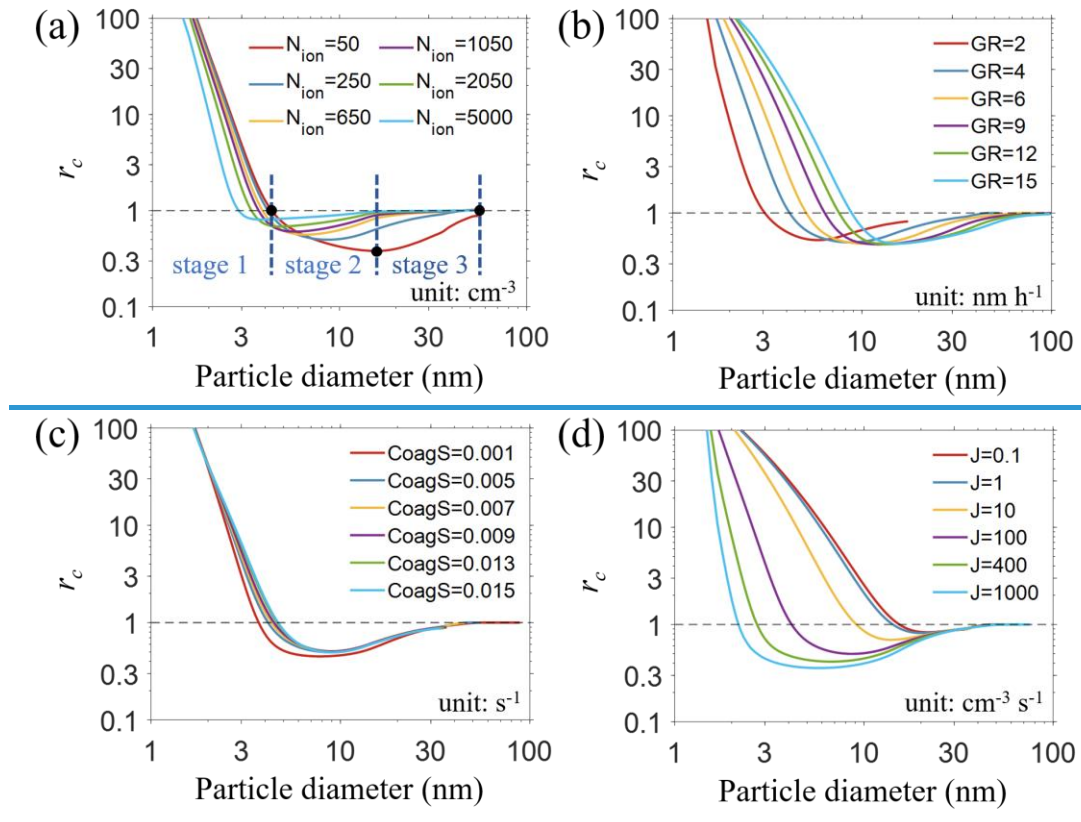 (a)
100
30
10
3
1
0.3
0.1
r_c
N_ion=50
N_ion=250
N_ion=650
N_ion=1050
N_ion=2050
N_ion=5000
stage 1
stage 2
stage 3
unit: cm⁻³
1
3
10
30
100
Particle diameter (nm)
(b)
100
30
10
3
1
0.3
0.1
r_c
GR=2
GR=4
GR=6
GR=9
GR=12
GR=15
unit: nm h⁻¹
1
3
10
30
100
Particle diameter (nm)
(c)
100
30
10
3
1
0.3
0.1
r_c
CoagS=0.001
CoagS=0.005
CoagS=0.007
CoagS=0.009
CoagS=0.013
CoagS=0.015
unit: s⁻¹
1
3
10
30
100
Particle diameter (nm)
(d)
100
30
10
3
1
0.3
0.1
r_c
J=0.1
J=1
J=10
J=100
J=400
J=1000
unit: cm⁻³ s⁻¹
1
3
10
30
100
Particle diameter (nm)